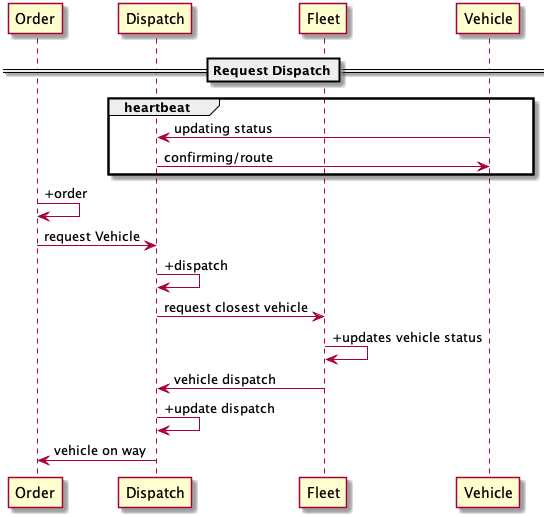 Order Dispatch Fleet Vehicle
Request Dispatch
heartbeat
updating status
confirming/route
+order
request Vehicle
+dispatch
request closest vehicle
+updates vehicle status
vehicle dispatch
+update dispatch
vehicle on way
Order Dispatch Fleet Vehicle